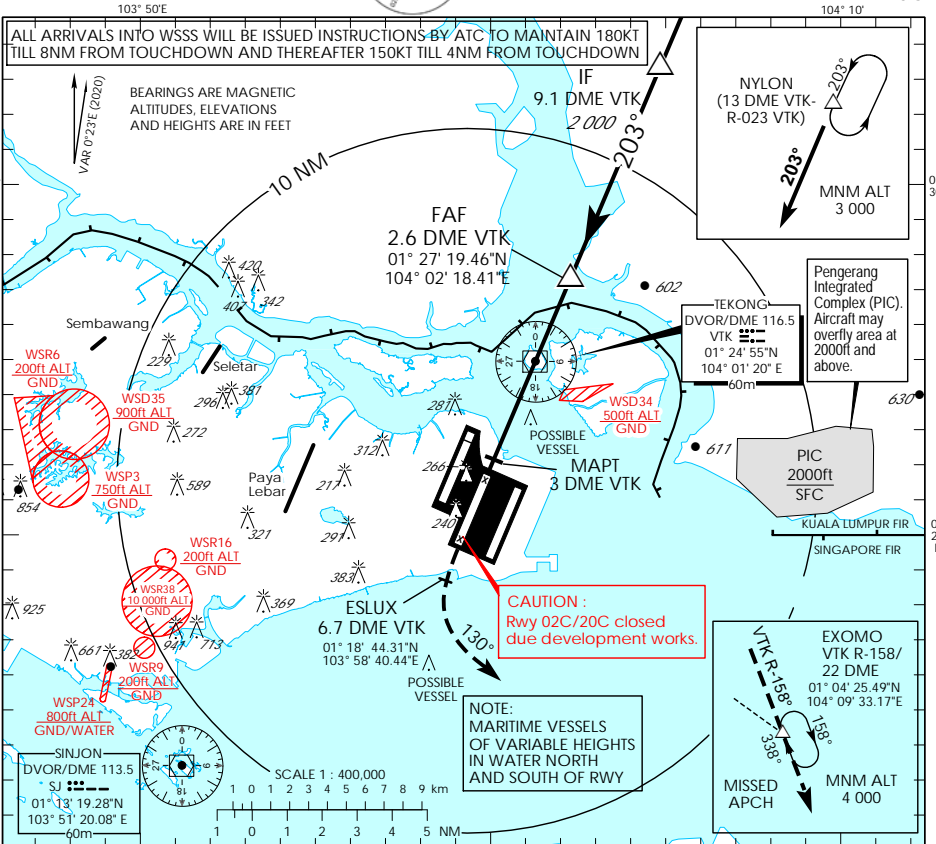 103° 50'E
104° 10'
ALL ARRIVALS INTO WSSS WILL BE ISSUED INSTRUCTIONS BY ATC TO MAINTAIN 180KT
TILL 8NM FROM TOUCHDOWN AND THEREAFTER 150KT TILL 4NM FROM TOUCHDOWN
VAR 0°23'E (2020)
BEARINGS ARE MAGNETIC
ALTITUDES, ELEVATIONS
AND HEIGHTS ARE IN FEET
IF
9.1 DME VTK
2 000
203°
10 NM
NYLON
(13 DME VTK-
R-023 VTK)
203°
203°
MNM ALT
3 000
FAF
2.6 DME VTK
01° 27' 19.46"N
104° 02' 18.41"E
420
407
342
602
Pengerang
Integrated
Complex (PIC).
Aircraft may
overfly area at
2000ft and
above.
TEKONG
DVOR/DME 116.5
VTK
01° 24' 55"N
104° 01' 20" E
60m
Sembawang
229
Seletar
0
9
18
27
WSR6
200ft ALT
GND
WSD35
900ft ALT
GND
298
381
281
WSD34
500ft ALT
GND
630
272
POSSIBLE
VESSEL
611
312
266
MAPT
3 DME VTK
PIC
2000ft
SFC
WSP3
750ft ALT
GND
589
Paya
Lebar
217
854
240
321
291
KUALA LUMPUR FIR
SINGAPORE FIR
WSR16
200ft ALT
GND
383
WSR38
10 000ft ALT
GND
369
925
ESLUX
6.7 DME VTK
01° 18' 44.31"N
103° 58' 40.44"E
130°
CAUTION :
Rwy 02C/20C closed
due development works.
941
713
661
382
WSR9
200ft ALT
GND
POSSIBLE
VESSEL
WSP24
800ft ALT
GND/WATER
NOTE:
MARITIME VESSELS
OF VARIABLE HEIGHTS
IN WATER NORTH
AND SOUTH OF RWY
VTK R-158°
EXOMO
VTK R-158/
22 DME
01° 04' 25.49"N
104° 09' 33.17"E
158°
338°
MISSED
APCH
MNM ALT
4 000
SINJON
DVOR/DME 113.5
SJ
01° 13' 19.28"N
103° 51' 20.08" E
60m
0
9
18
27
SCALE 1 : 400,000
1 0 1 2 3 4 5 6 7 8 9 km
1 0 1 2 3 4 5 NM